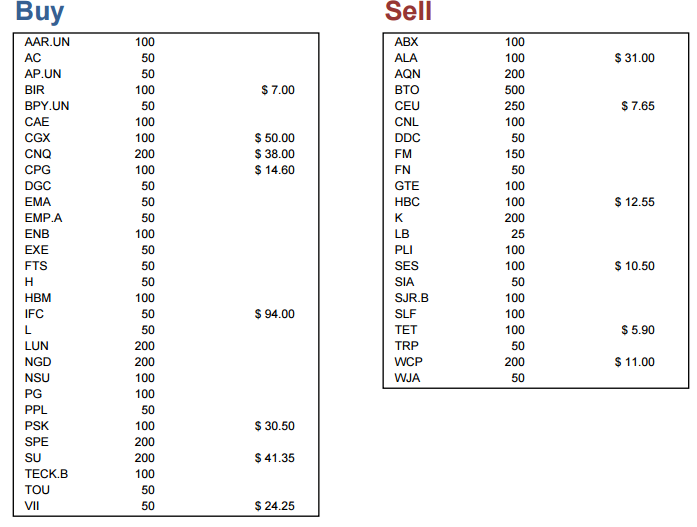 Buy
AAR.UN 100
AC 50
AP.UN 50
BIR 100 $ 7.00
BPY.UN 50
CAE 100
CGX 100 $ 50.00
CNQ 200 $ 38.00
CPG 100 $ 14.60
DGC 50
EMA 50
EMP.A 50
ENB 100
EXE 50
FTS 50
H 50
HBM 100
IFC 50 $ 94.00
L 50
LUN 200
NGD 200
NSU 100
PG 100
PPL 50
PSK 100 $ 30.50
SPE 200
SU 200 $ 41.35
TECK.B 100
TOU 50
VII 50 $ 24.25
Sell
ABX 100
ALA 100 $ 31.00
AQN 200
BTO 500
CEU 250 $ 7.65
CNL 100
DDC 50
FM 150
FN 50
GTE 100
HBC 100 $ 12.55
K 200
LB 25
PLI 100
SES 100 $ 10.50
SIA 50
SJR.B 100
SLF 100
TET 100 $ 5.90
TRP 50
WCP 200 $ 11.00
WJA 50